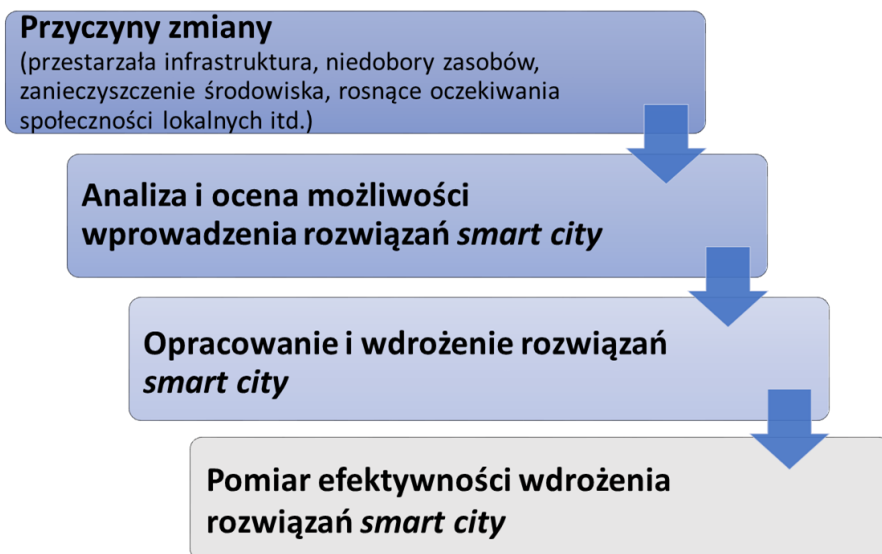 Przyczyny zmiany
(przestarzała infrastruktura, niedobory zasobów,
zanieczyszczenie środowiska, rosnące oczekiwania
społeczności lokalnych itd.)
Analiza i ocena możliwości
wprowadzenia rozwiązań smart city
Opracowanie i wdrożenie rozwiązań
smart city
Pomiar efektywności wdrożenia
rozwiązań smart city